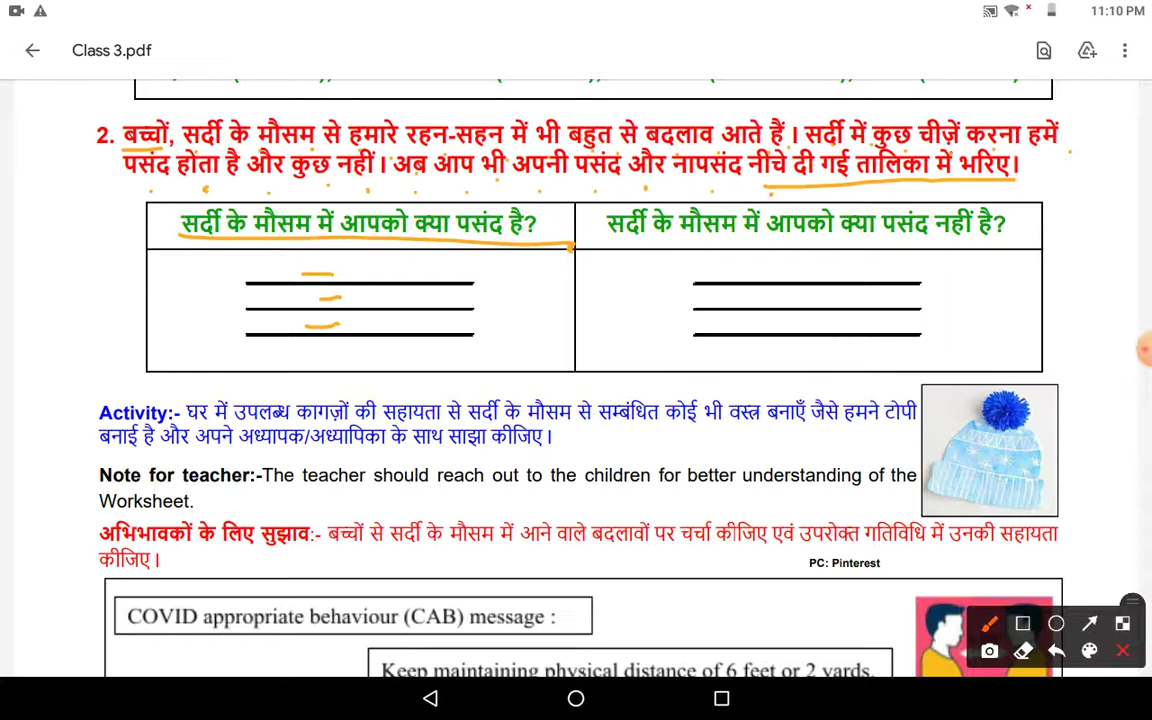 11:10 PM
Class 3.pdf
2. बच्चों, सर्दी के मौसम से हमारे रहन-सहन में भी बहुत से बदलाव आते हैं। सर्दी में कुछ चीज़ें करना हमें
पसंद होता है और कुछ नहीं। अब आप भी अपनी पसंद और नापसंद नीचे दी गई तालिका में भरिए।
सर्दी के मौसम में आपको क्या पसंद है?
सर्दी के मौसम में आपको क्या पसंद नहीं है?
Activity:- घर में उपलब्ध कागज़ों की सहायता से सर्दी के मौसम से सम्बंधित कोई भी वस्त्र बनाएँ जैसे हमने टोपी
बनाई है और अपने अध्यापक/अध्यापिका के साथ साझा कीजिए।
Note for teacher:-The teacher should reach out to the children for better understanding of the
Worksheet.
अभिभावकों के लिए सुझाव:- बच्चों से सर्दी के मौसम में आने वाले बदलावों पर चर्चा कीजिए एवं उपरोक्त गतिविधि में उनकी सहायता
कीजिए।
PC: Pinterest
COVID appropriate behaviour (CAB) message :
Keep maintaining physical distance of 6 feet or 2 yards.